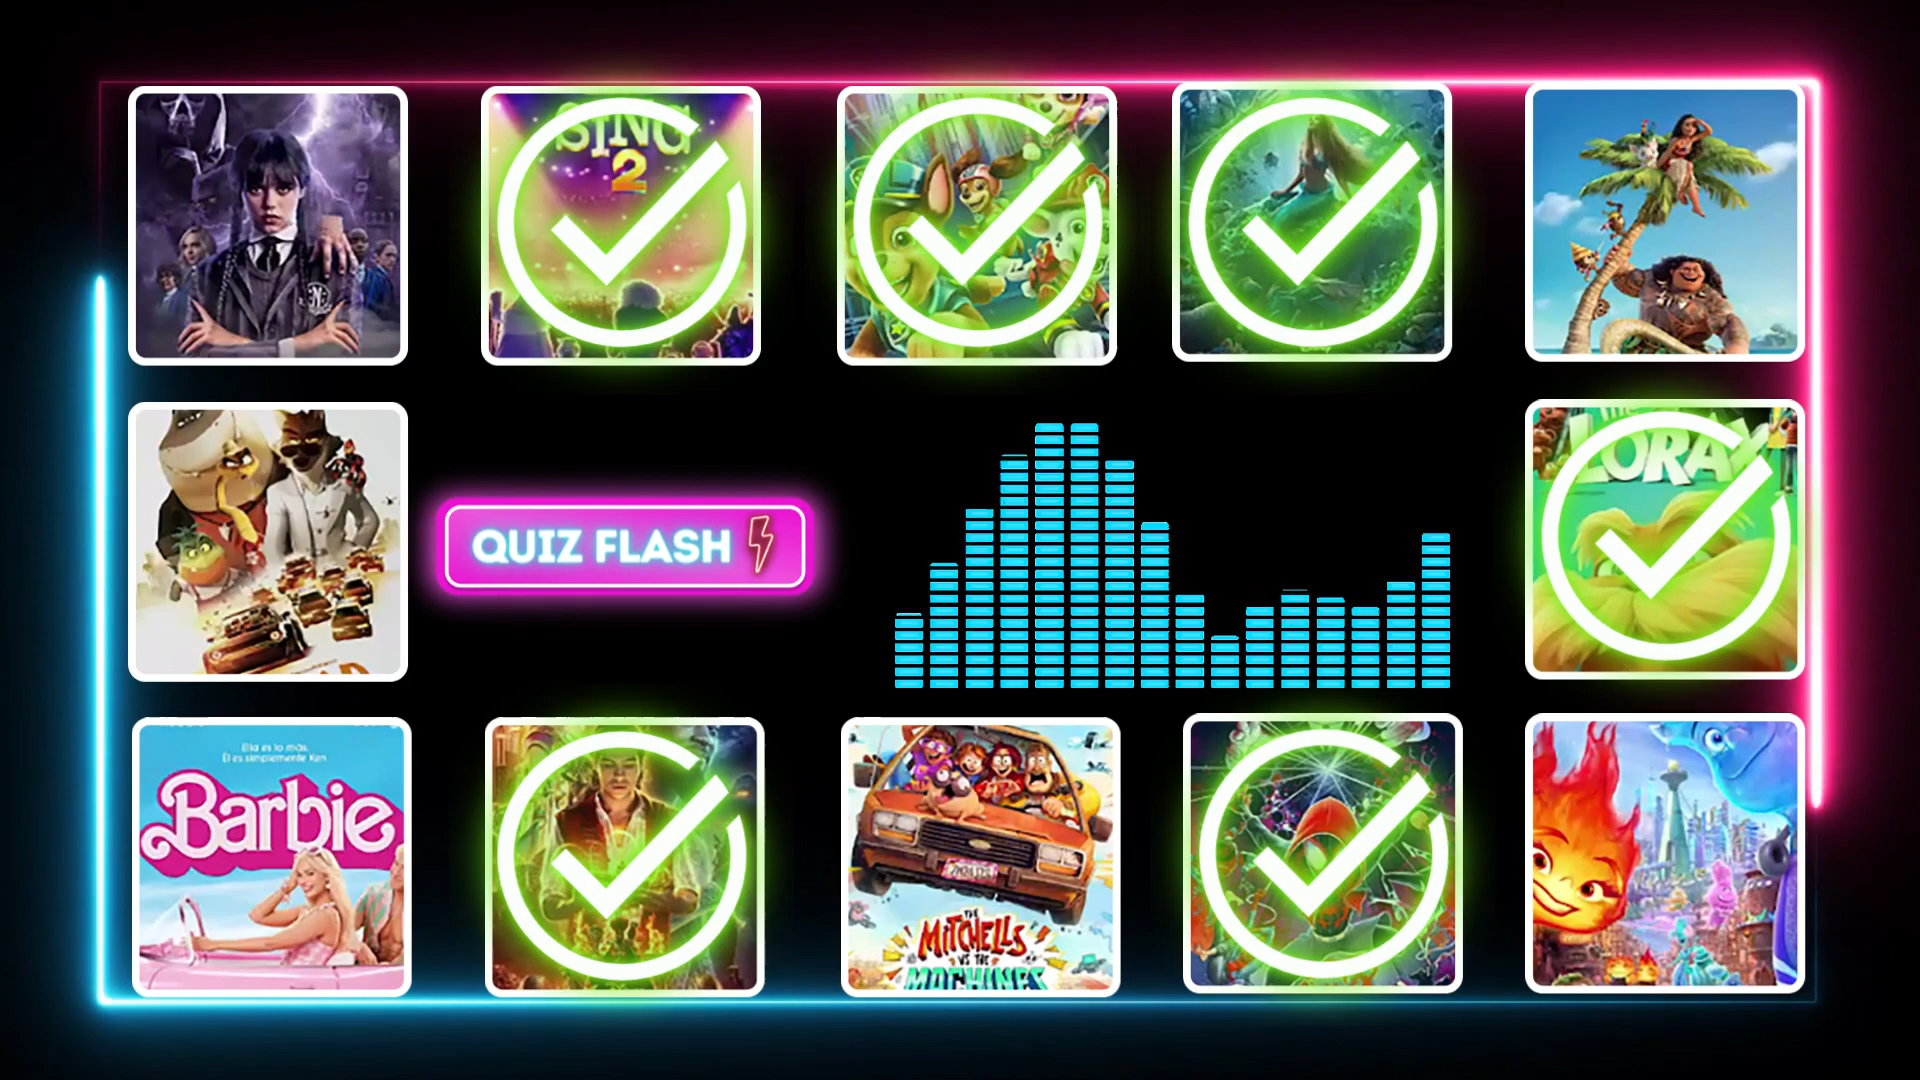 SING
2
QUIZ FLASH
THE
LORAX
Ella es lo más.
Él es simplemente Ken.
Barbie
THE
MITCHELLS
VS THE
MACHINES